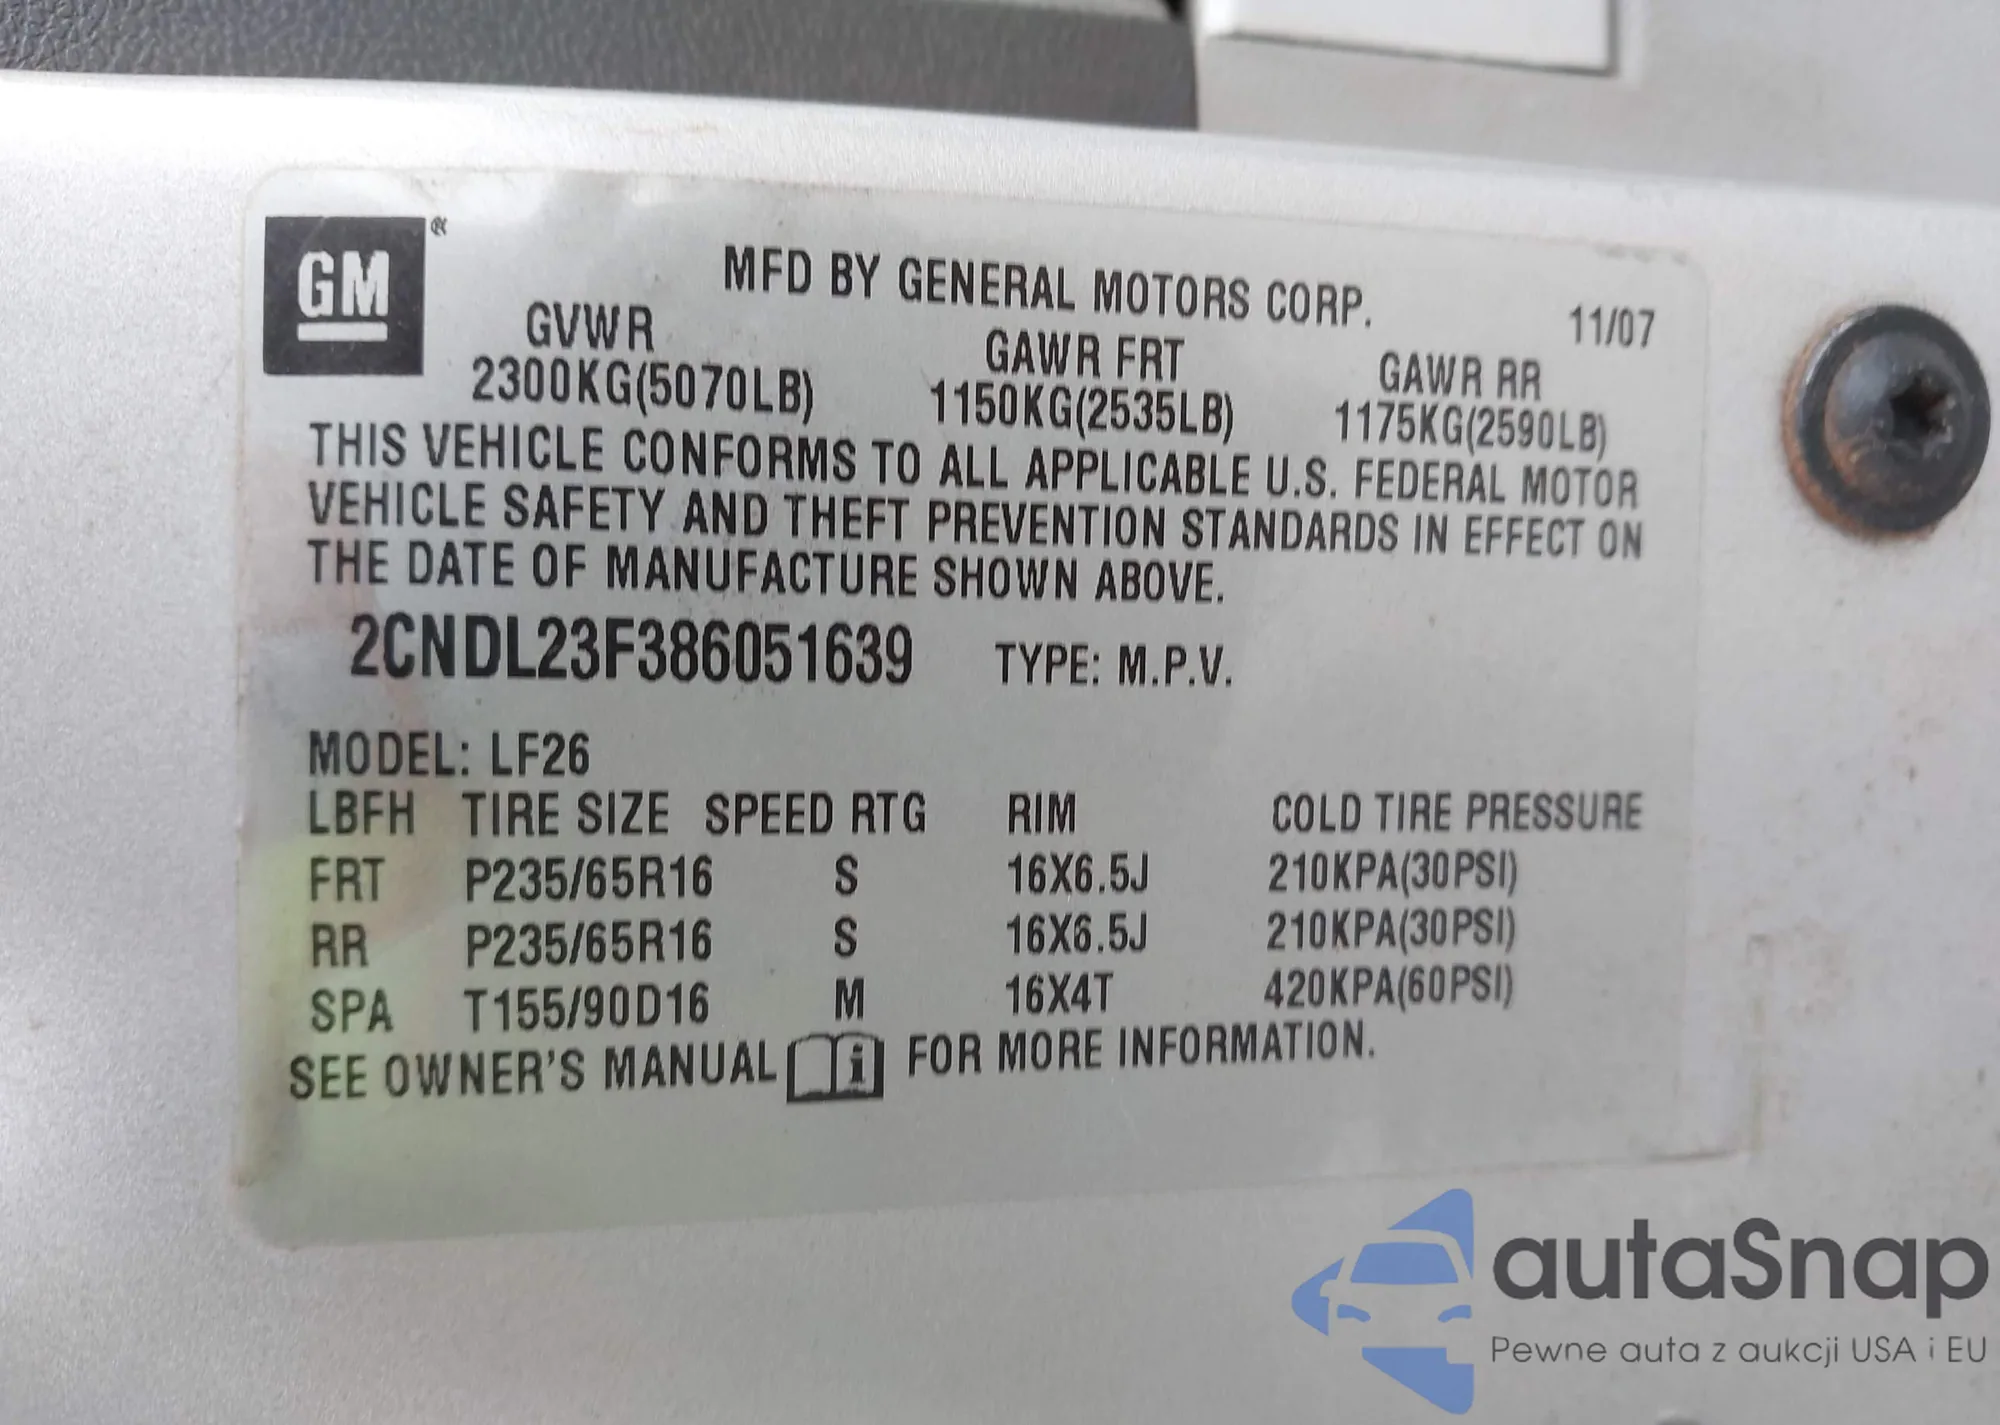 GM®
MFD BY GENERAL MOTORS CORP. 11/07
GVWR GAWR FRT GAWR RR
2300KG(5070LB) 1150KG(2535LB) 1175KG(2590LB)
THIS VEHICLE CONFORMS TO ALL APPLICABLE U.S. FEDERAL MOTOR
VEHICLE SAFETY AND THEFT PREVENTION STANDARDS IN EFFECT ON
THE DATE OF MANUFACTURE SHOWN ABOVE.
2CNDL23F386051639 TYPE: M.P.V.
MODEL: LF26
LBFH TIRE SIZE SPEED RTG RIM COLD TIRE PRESSURE
FRT P235/65R16 S 16X6.5J 210KPA(30PSI)
RR P235/65R16 S 16X6.5J 210KPA(30PSI)
SPA T155/90D16 M 16X4T 420KPA(60PSI)
SEE OWNER'S MANUAL i FOR MORE INFORMATION.
autaSnap
Pewne auta z aukcji USA i EU